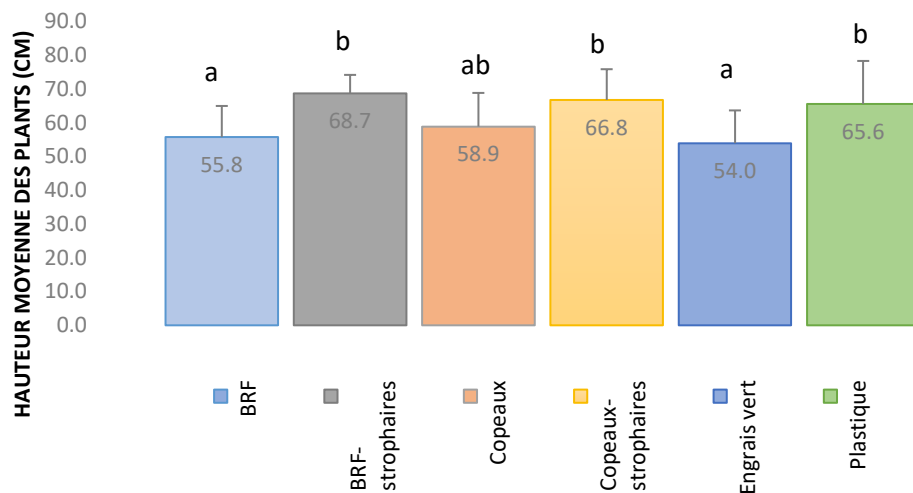 HAUTEUR MOYENNE DES PLANTS (CM)
90.0
80.0
70.0
60.0
50.0
40.0
30.0
20.0
10.0
0.0
a
b
ab
b
a
b
55.8
68.7
58.9
66.8
54.0
65.6
BRF
BRF-
strophaires
Copeaux
Copeaux-
strophaires
Engrais vert
Plastique